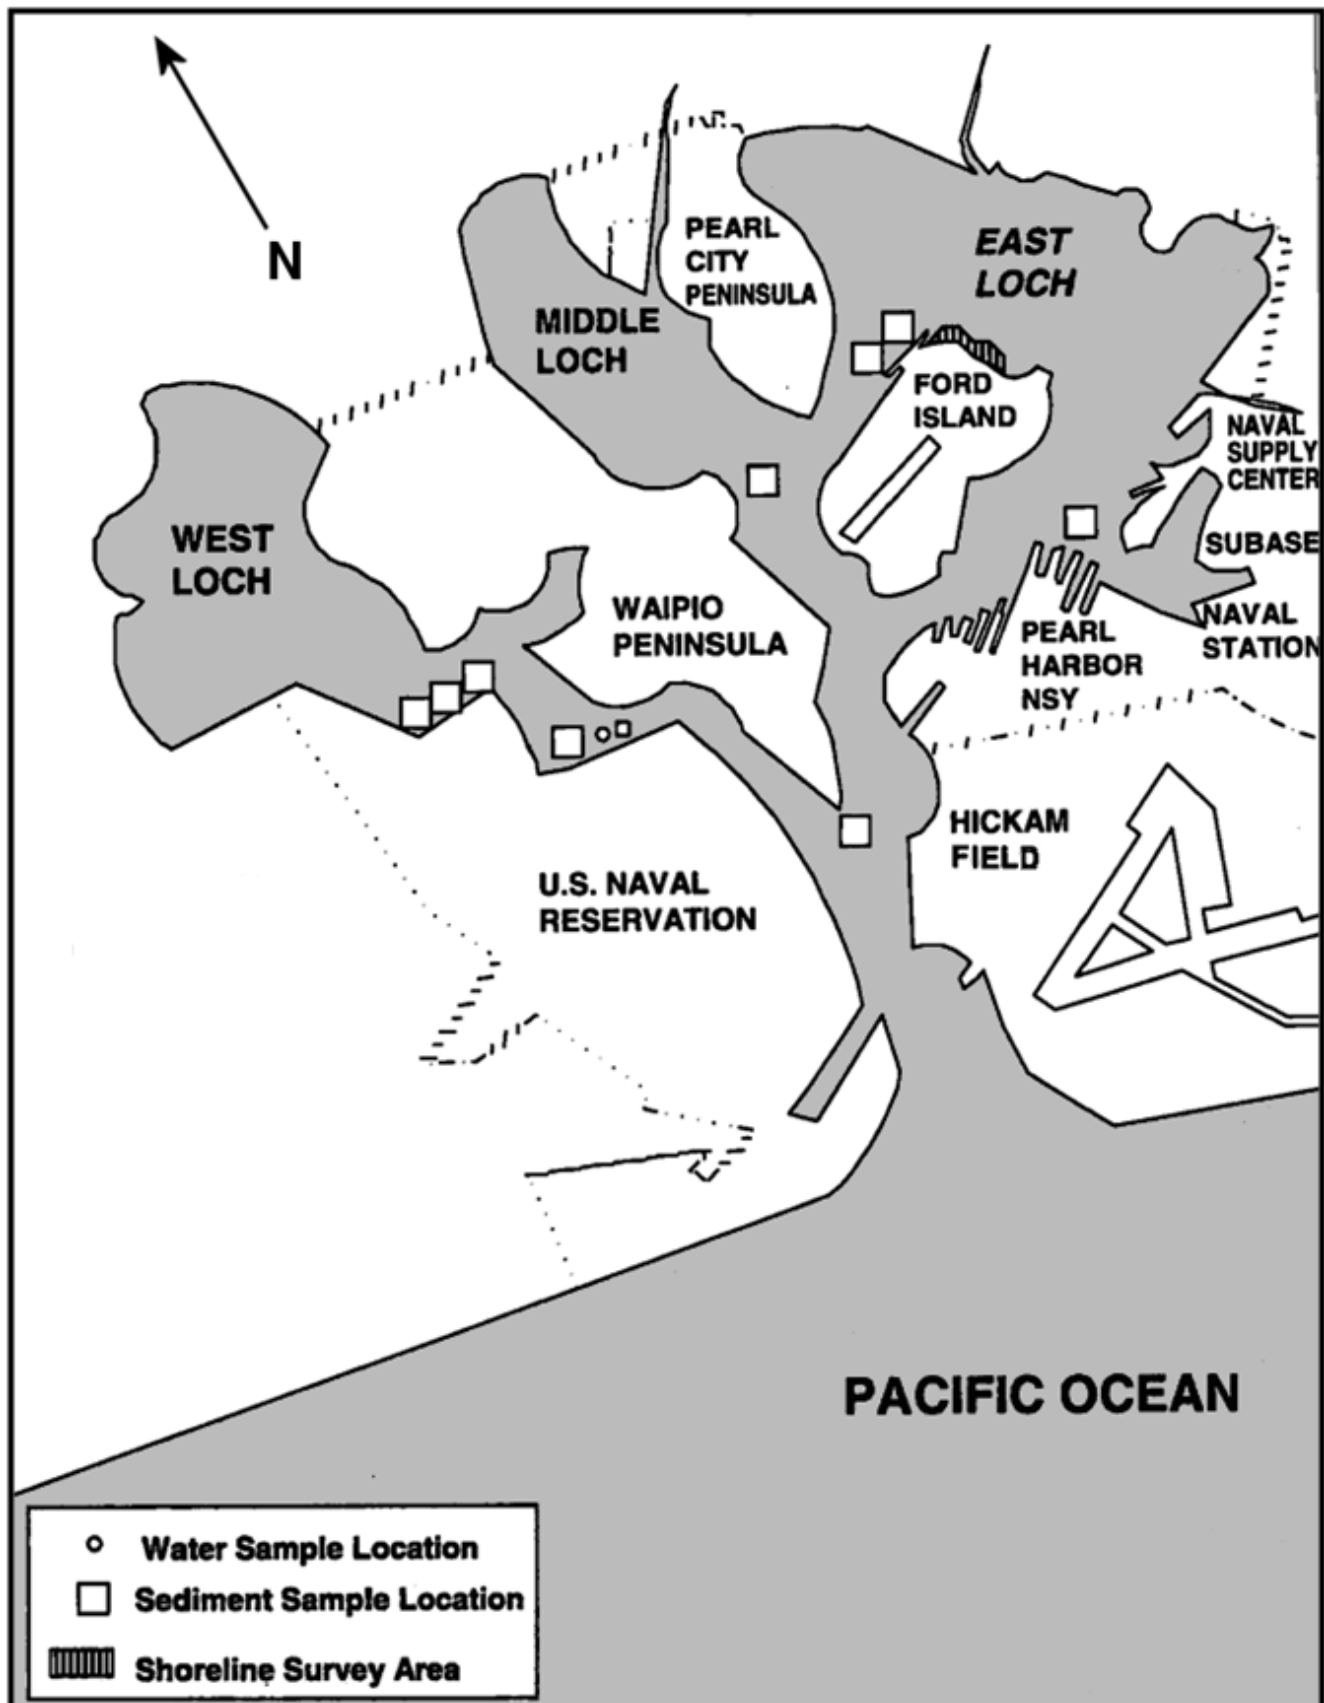 N
PEARL
CITY
PENINSULA
EAST
LOCH
MIDDLE
LOCH
FORD
ISLAND
NAVAL
SUPPLY
CENTER
WEST
LOCH
SUBASE
WAIPIO
PENINSULA
PEARL
HARBOR
NSY
NAVAL
STATION
HICKAM
FIELD
U.S. NAVAL
RESERVATION
PACIFIC OCEAN
Water Sample Location
Sediment Sample Location
Shoreline Survey Area